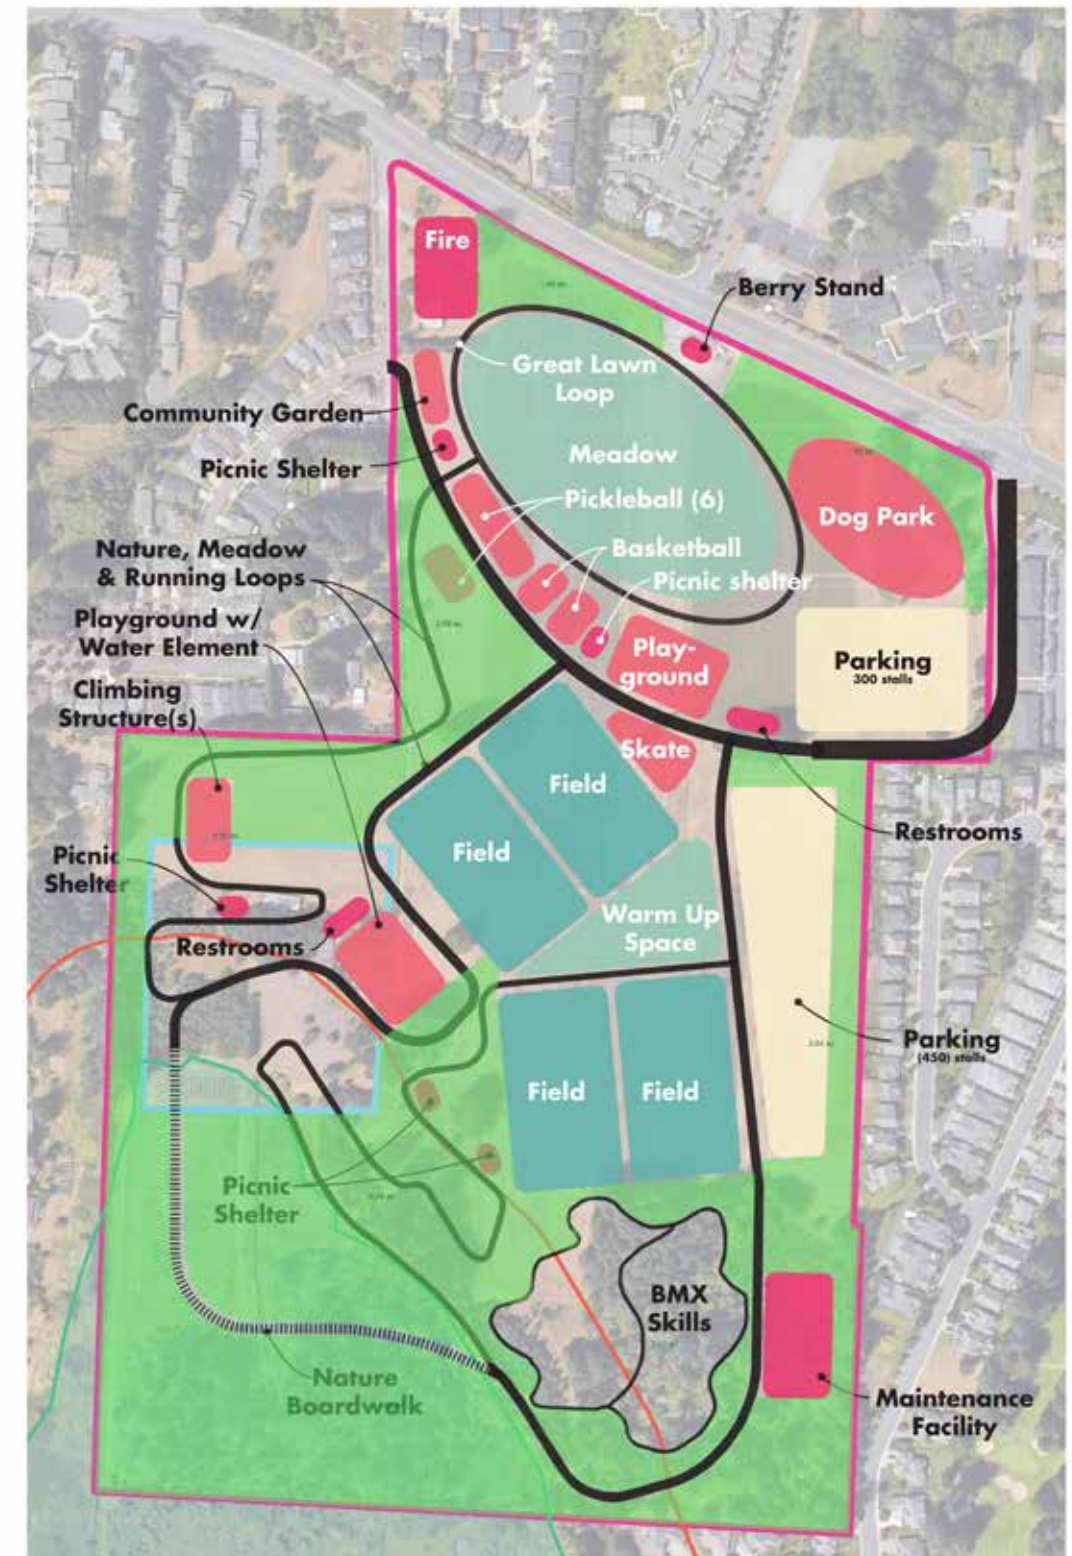 Fire
Berry Stand
Great Lawn
Loop
Community Garden
Meadow
Picnic Shelter
Pickleball (6)
Dog Park
Nature, Meadow
& Running Loops
Basketball
Picnic shelter
Playground w/
Water Element
Play-
ground
Parking
300 stalls
Climbing
Structure(s)
Skate
Field
Restrooms
Field
Picnic
Shelter
Warm Up
Space
Restrooms
Parking
(450) stalls
Field
Field
Picnic
Shelter
BMX
Skills
Nature
Boardwalk
Maintenance
Facility